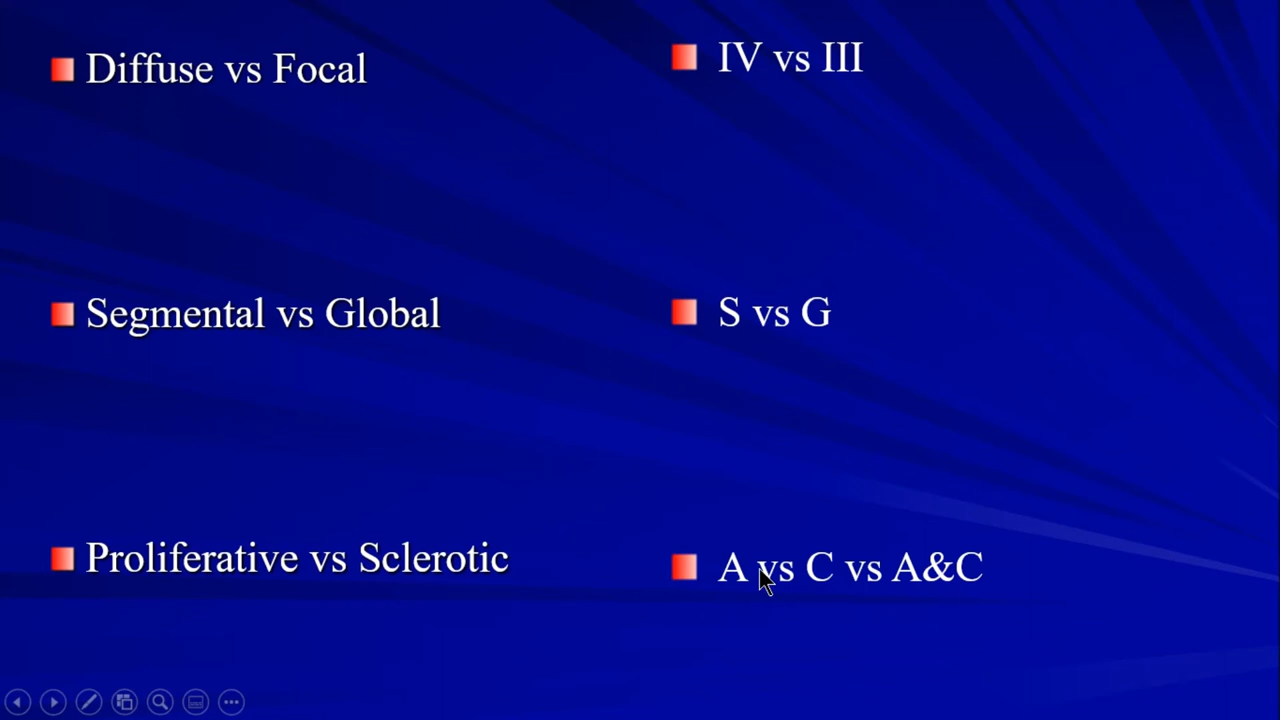 Diffuse vs Focal
IV vs III
Segmental vs Global
S vs G
Proliferative vs Sclerotic
A vs C vs A&C